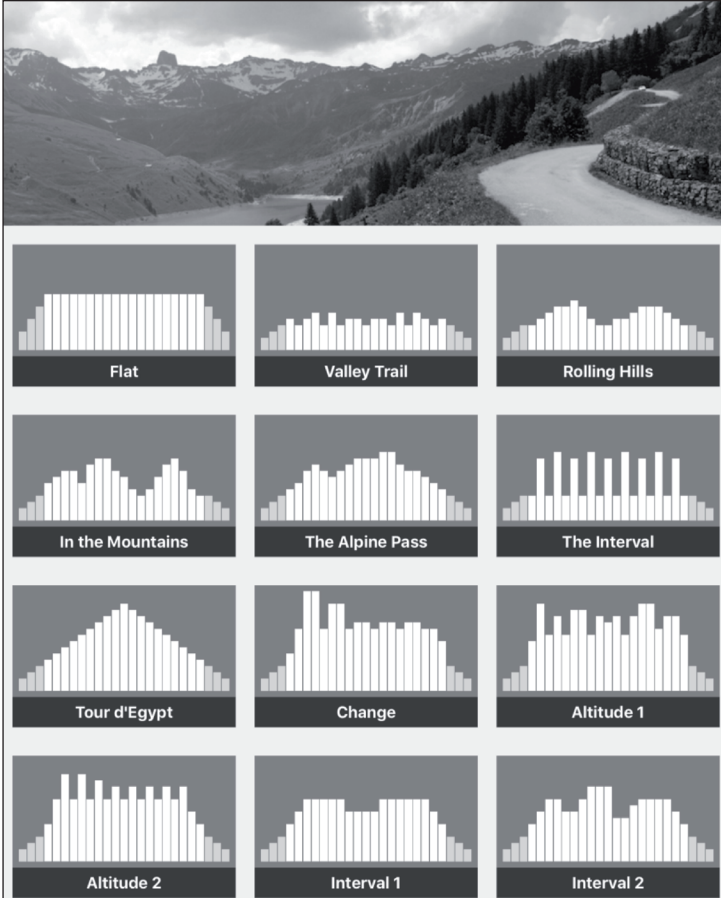 Flat
Valley Trail
Rolling Hills
In the Mountains
The Alpine Pass
The Interval
Tour d'Egypt
Change
Altitude 1
Altitude 2
Interval 1
Interval 2